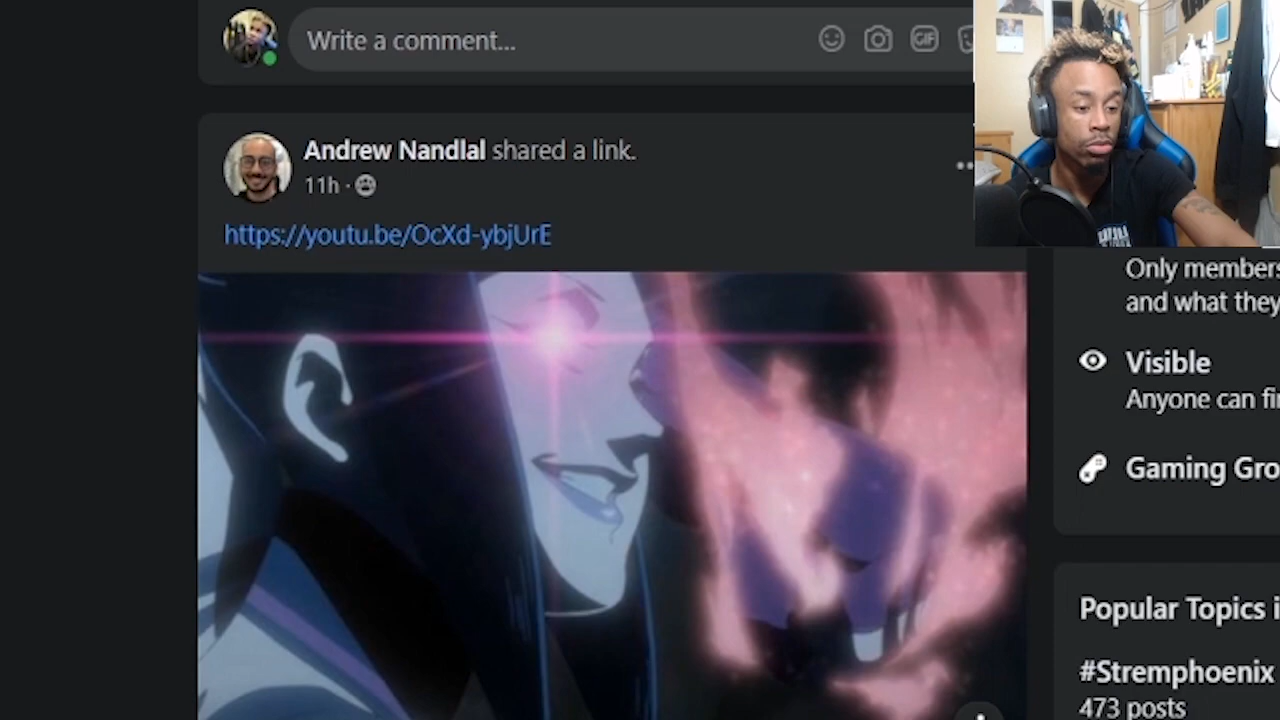 Write a comment...
GIF
Andrew Nandlal shared a link.
11h ·
https://youtu.be/OcXd-ybjUrE
Only members
and what they
Visible
Anyone can fi
Gaming Gro
Popular Topics i
#Stremphoenix
473 posts